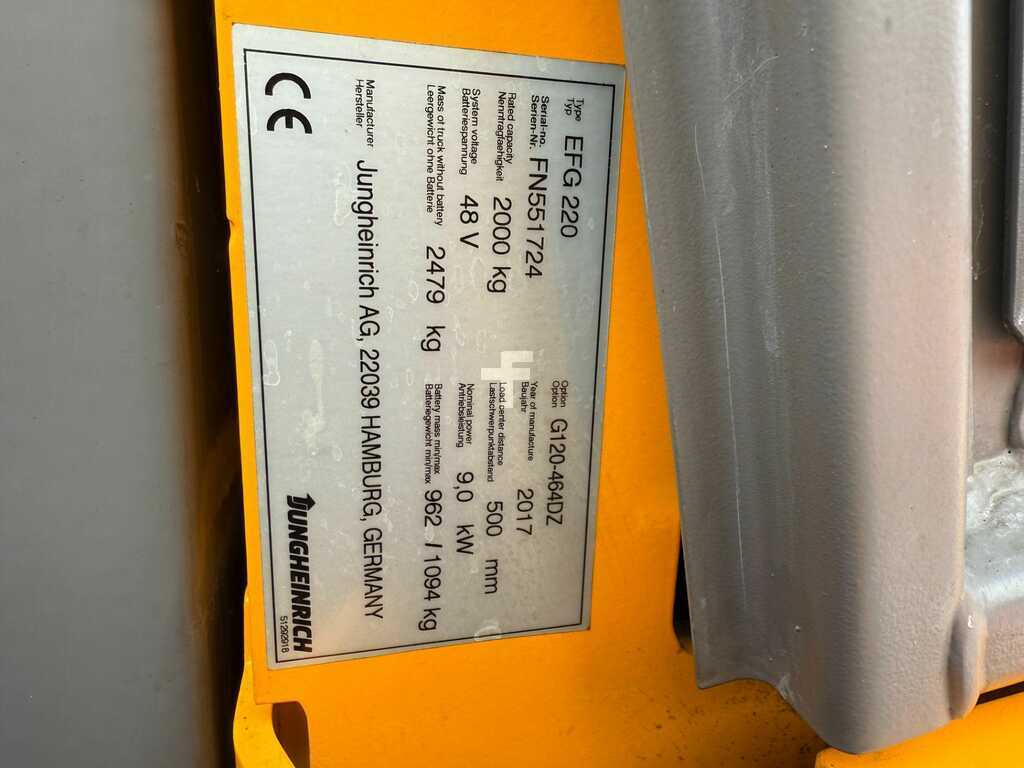 Type EFG 220 Option G120-464DZ
Typ Option
Serial-no. FN551724 Year of manufacture 2017
Serien-Nr. Baujahr
Rated capacity 2000 kg Load center distance 500 mm
Nenntragfaehigkeit Lastschwerpunktabstand
System voltage 48 V Nominal power 9,0 kW
Batteriespannung Antriebsleistung
Mass of truck without battery 2479 kg Battery mass min/max 962 / 1094 kg
Leergewicht ohne Batterie Batteriegewicht min/max
Manufacturer Jungheinrich AG, 22039 HAMBURG, GERMANY
Hersteller
CE JUNGHEINRICH
51292918